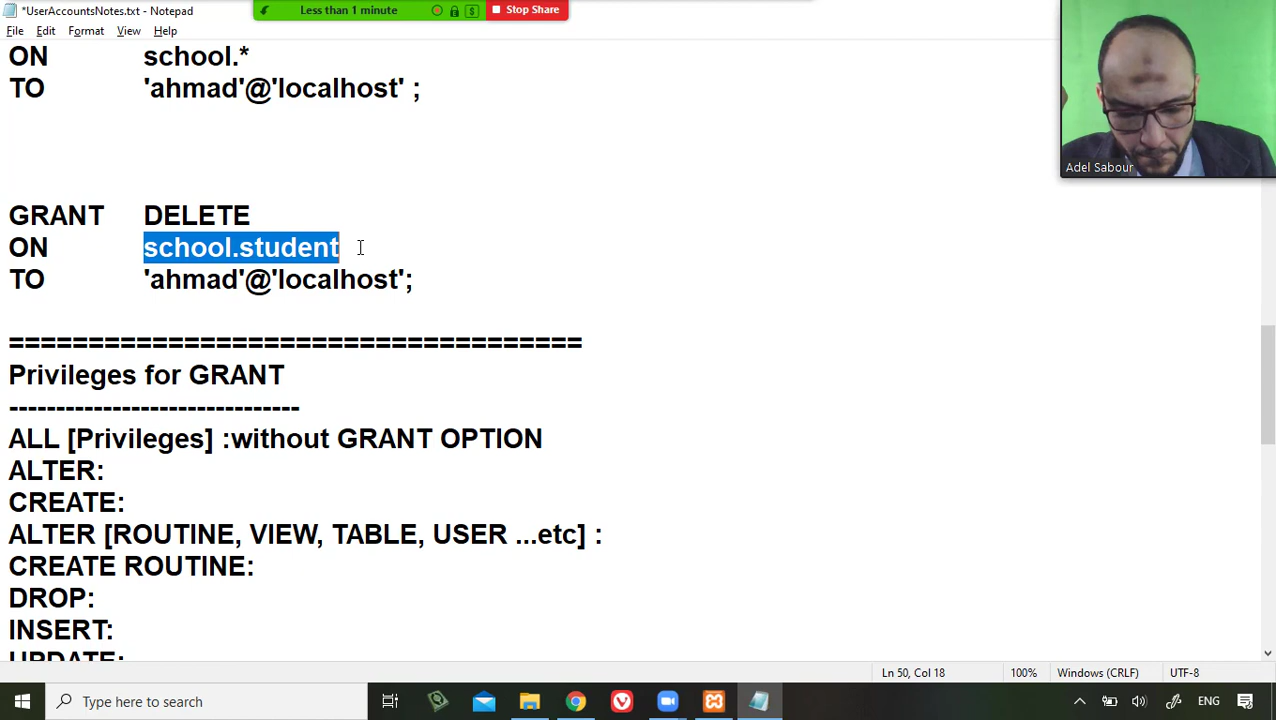 *UserAccountsNotes.txt - Notepad
Less than 1 minute
Stop Share
File Edit Format View Help
ON school.*
TO 'ahmad'@'localhost' ;
Adel Sabour
GRANT DELETE
ON school.student
TO 'ahmad'@'localhost';
====================================
Privileges for GRANT
-----------------------------
ALL [Privileges] :without GRANT OPTION
ALTER:
CREATE:
ALTER [ROUTINE, VIEW, TABLE, USER ...etc] :
CREATE ROUTINE:
DROP:
INSERT:
UPDATE:
Ln 50, Col 18 100% Windows (CRLF) UTF-8
Type here to search
ENG